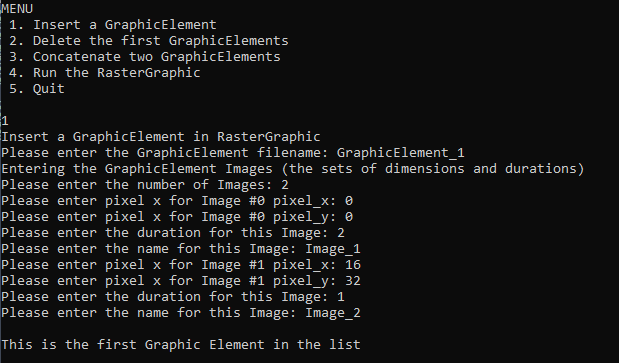 MENU
1. Insert a GraphicElement
2. Delete the first GraphicElements
3. Concatenate two GraphicElements
4. Run the RasterGraphic
5. Quit
1
Insert a GraphicElement in RasterGraphic
Please enter the GraphicElement filename: GraphicElement_1
Entering the GraphicElement Images (the sets of dimensions and durations)
Please enter the number of Images: 2
Please enter pixel x for Image #0 pixel_x: 0
Please enter pixel x for Image #0 pixel_y: 0
Please enter the duration for this Image: 2
Please enter the name for this Image: Image_1
Please enter pixel x for Image #1 pixel_x: 16
Please enter pixel x for Image #1 pixel_y: 32
Please enter the duration for this Image: 1
Please enter the name for this Image: Image_2
This is the first Graphic Element in the list